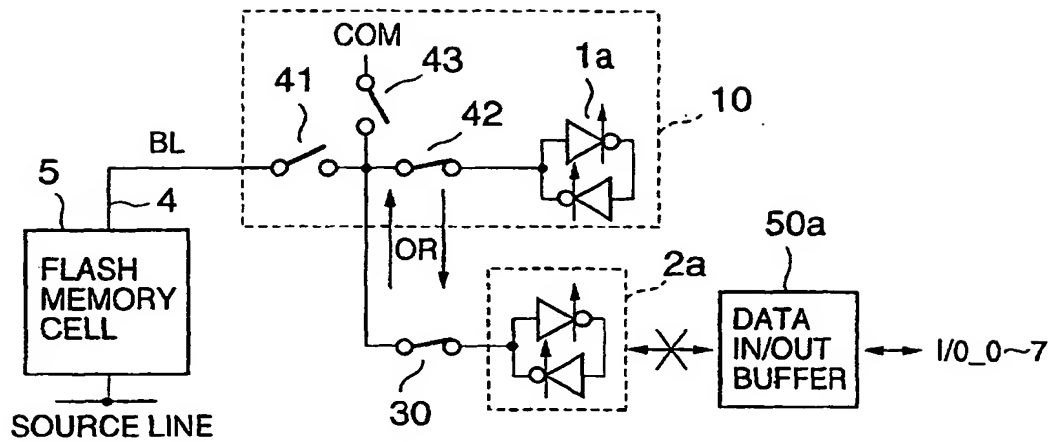 COM
43
1a
10
41
42
BL
5
4
FLASH
MEMORY
CELL
OR
2a
50a
DATA
IN/OUT
BUFFER
I/0_0~7
30
SOURCE LINE